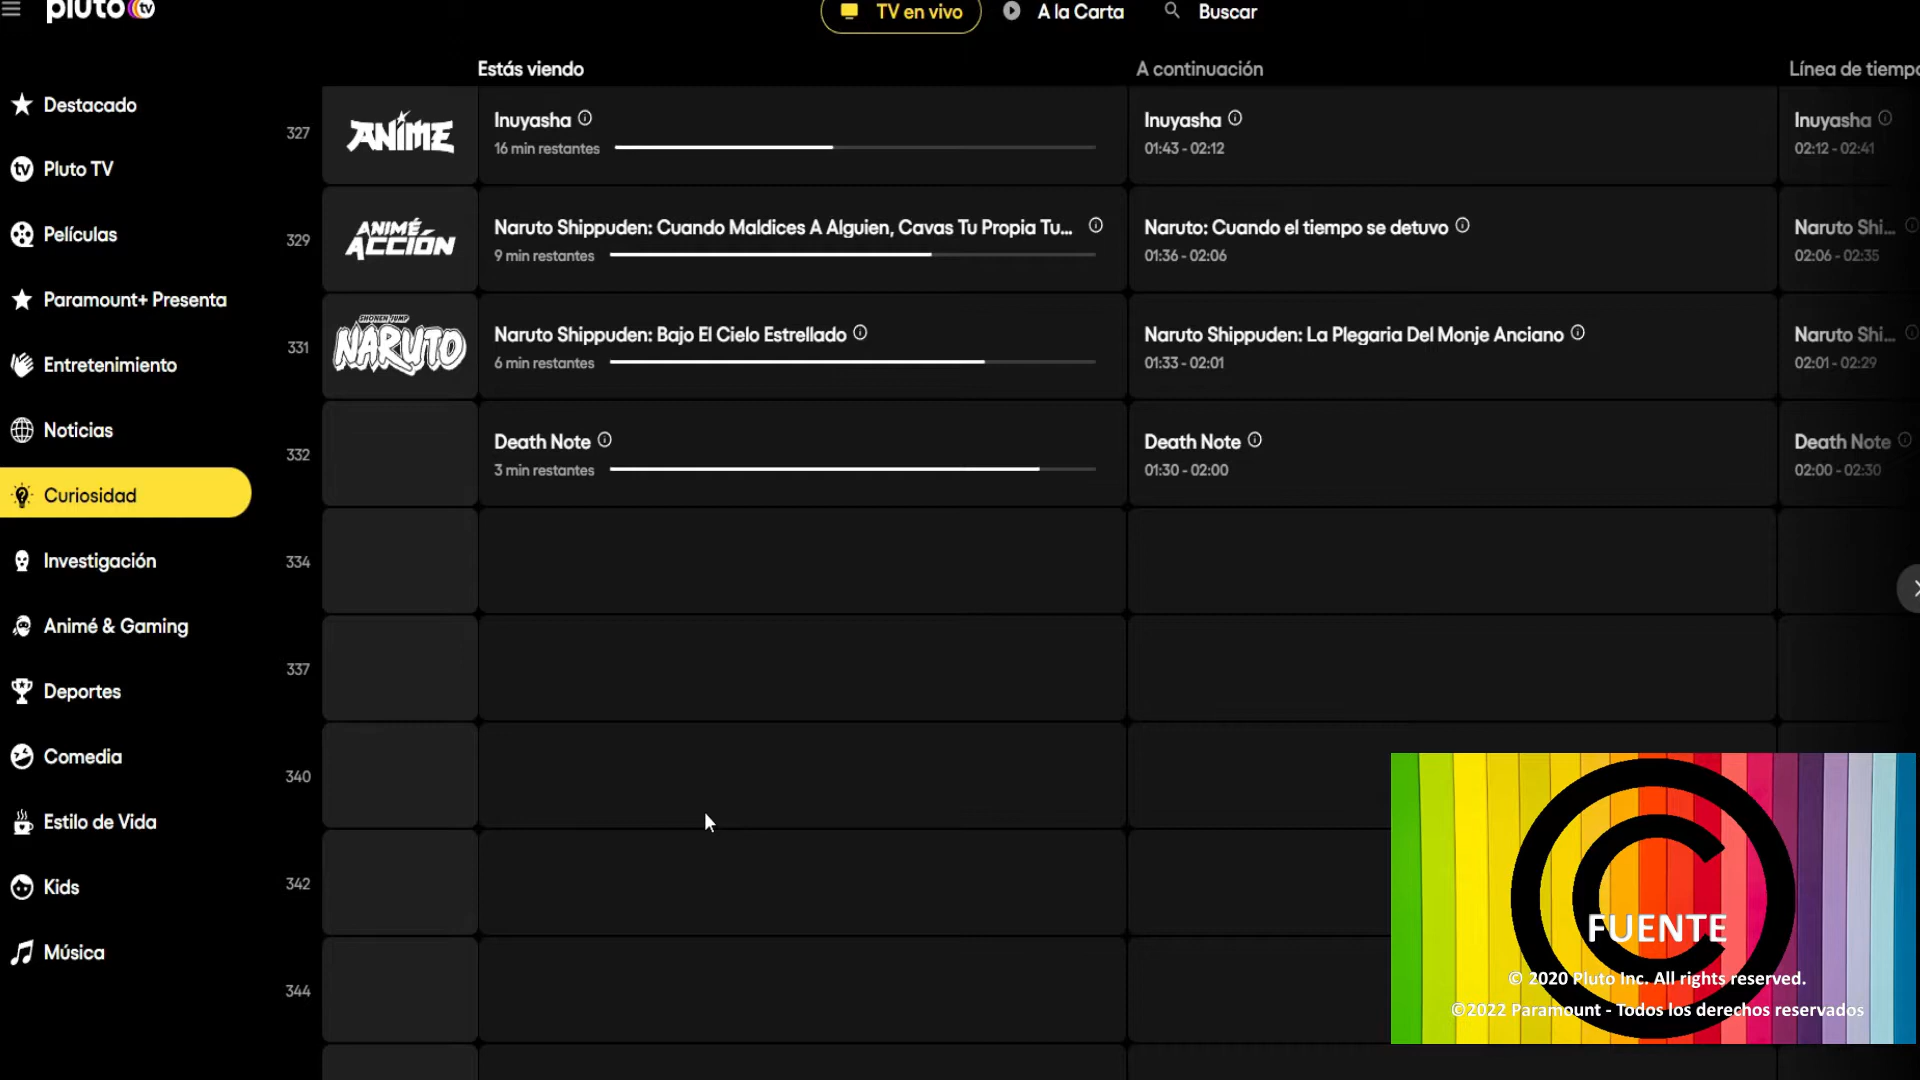 pluto tv
TV en vivo
A la Carta
Buscar
Estás viendo
A continuación
Línea de tiempo
Destacado
Pluto TV
Películas
Paramount+ Presenta
Entretenimiento
Noticias
Curiosidad
Investigación
Animé & Gaming
Deportes
Comedia
Estilo de Vida
Kids
Música
327
ANIME
Inuyasha
16 min restantes
Inuyasha
01:43 - 02:12
Inuyasha
02:12 - 02:41
329
ANIMÉ
ACCIÓN
Naruto Shippuden: Cuando Maldices A Alguien, Cavas Tu Propia Tu...
9 min restantes
Naruto: Cuando el tiempo se detuvo
01:36 - 02:06
Naruto Shi...
02:06 - 02:35
331
SHONEN JUMP
NARUTO
Naruto Shippuden: Bajo El Cielo Estrellado
6 min restantes
Naruto Shippuden: La Plegaria Del Monje Anciano
01:33 - 02:01
Naruto Shi...
02:01 - 02:29
332
Death Note
3 min restantes
Death Note
01:30 - 02:00
Death Note
02:00 - 02:30
334
337
340
342
344
FUENTE
© 2020 Pluto Inc. All rights reserved.
©2022 Paramount - Todos los derechos reservados